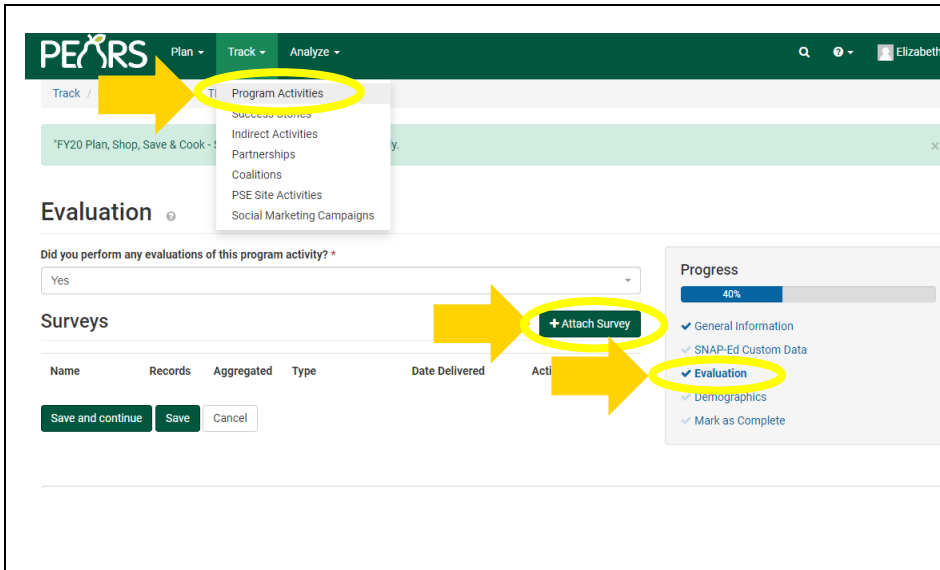 PEARS Plan Track Analyze Elizabeth
Track / Program Activities
Success Stories
"FY20 Plan, Shop, Save & Cook - y. ×
Indirect Activities
Partnerships
Coalitions
PSE Site Activities
Social Marketing Campaigns
Evaluation
Did you perform any evaluations of this program activity? *
Yes
Surveys
+ Attach Survey
Name Records Aggregated Type Date Delivered
Save and continue Save Cancel
Progress
40%
General Information
SNAP-Ed Custom Data
Evaluation
Demographics
Mark as Complete